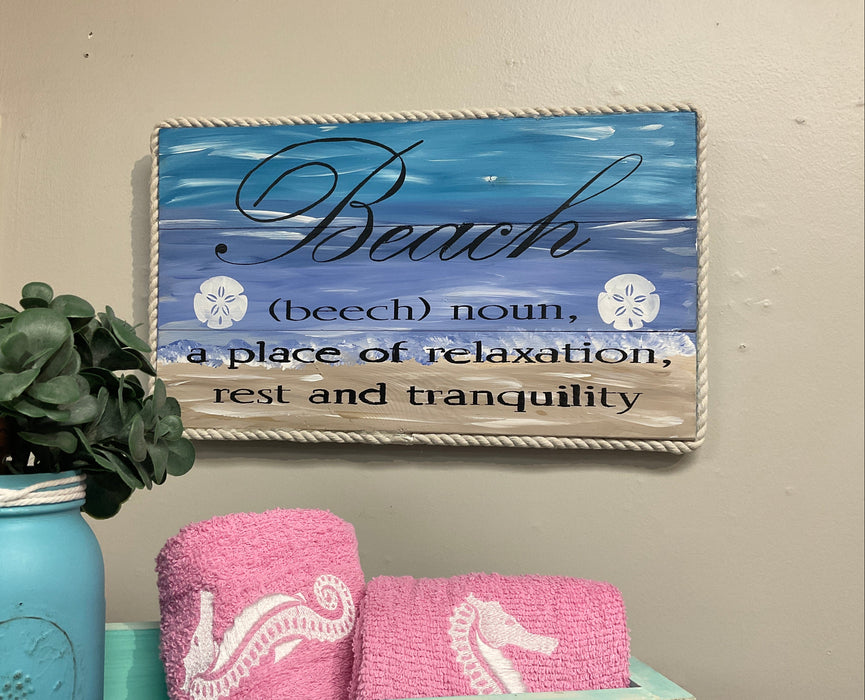 Beach
(beech) noun,
a place of relaxation,
rest and tranquility